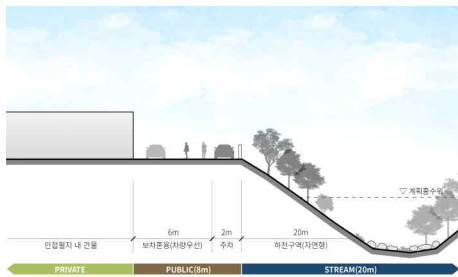 ▽ 계획홍수위
6m
2m
20m
인접필지 내 건물
보차혼용(차량우선)
주차
하천구역(자연형)
PRIVATE
PUBLIC(8m)
STREAM(20m)